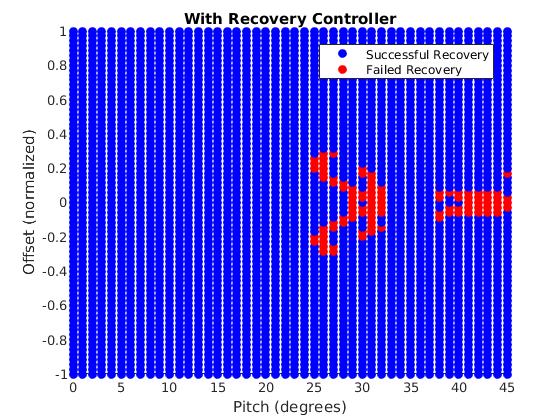 With Recovery Controller
Successful Recovery
Failed Recovery
Offset (normalized)
1
0.8
0.6
0.4
0.2
0
-0.2
-0.4
-0.6
-0.8
-1
0 5 10 15 20 25 30 35 40 45
Pitch (degrees)